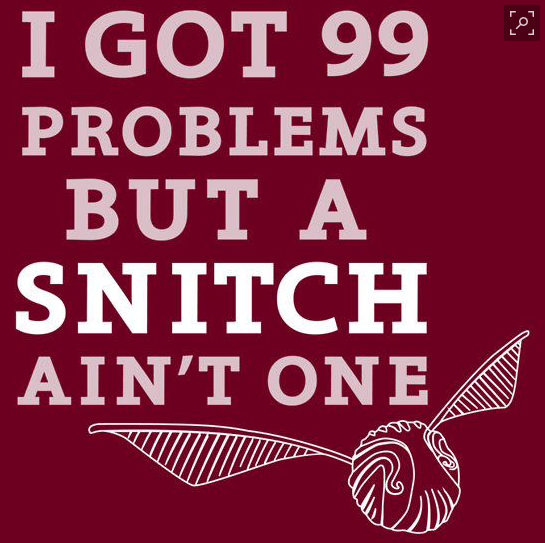 I GOT 99
PROBLEMS
BUT A
SNITCH
AIN'T ONE